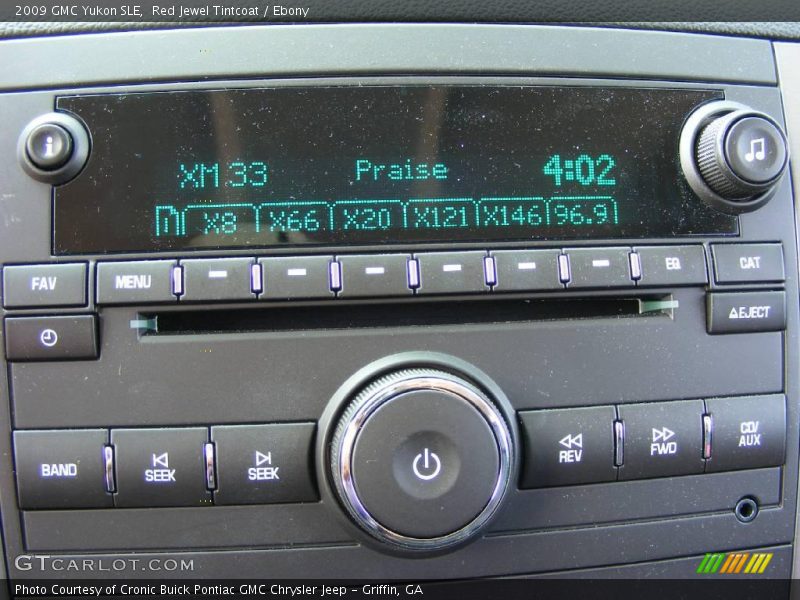 2009 GMC Yukon SLE,  Red Jewel Tintcoat / Ebony
i
XM 33 Praise 4:02
X8 X66 X20 X121 X146 96.9
FAV MENU EQ CAT
▲EJECT
BAND SEEK SEEK REV FWD CD/
AUX
GTCARLOT.COM
Photo Courtesy of Cronic Buick Pontiac GMC Chrysler Jeep - Griffin, GA